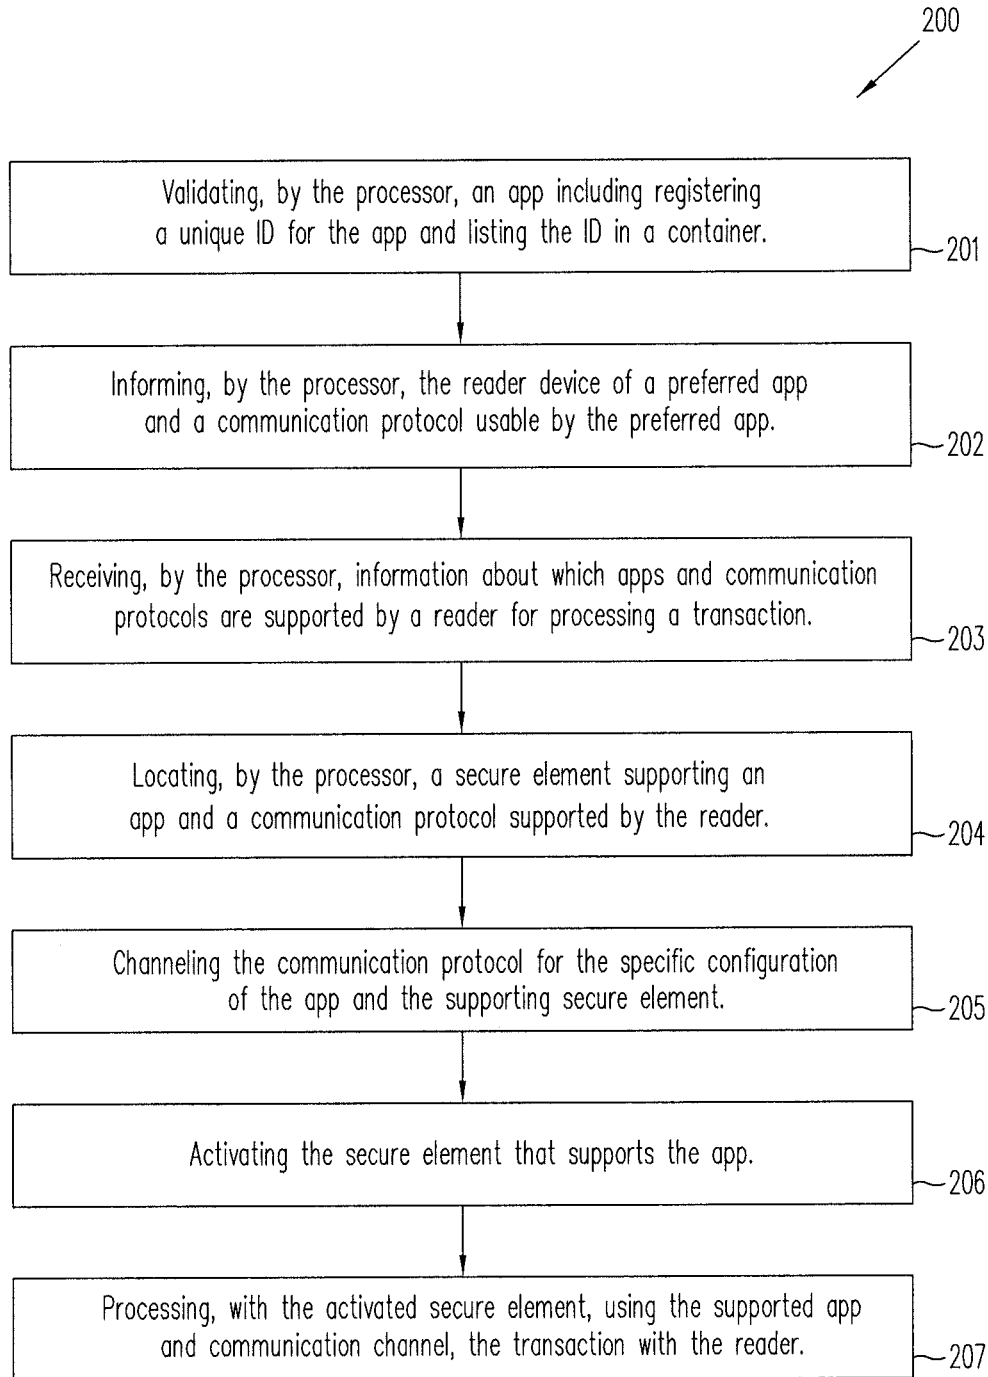 200
Validating, by the processor, an app including registering
a unique ID for the app and listing the ID in a container.
201
Informing, by the processor, the reader device of a preferred app
and a communication protocol usable by the preferred app.
202
Receiving, by the processor, information about which apps and communication
protocols are supported by a reader for processing a transaction.
203
Locating, by the processor, a secure element supporting an
app and a communication protocol supported by the reader.
204
Channeling the communication protocol for the specific configuration
of the app and the supporting secure element.
205
Activating the secure element that supports the app.
206
Processing, with the activated secure element, using the supported app
and communication channel, the transaction with the reader.
207